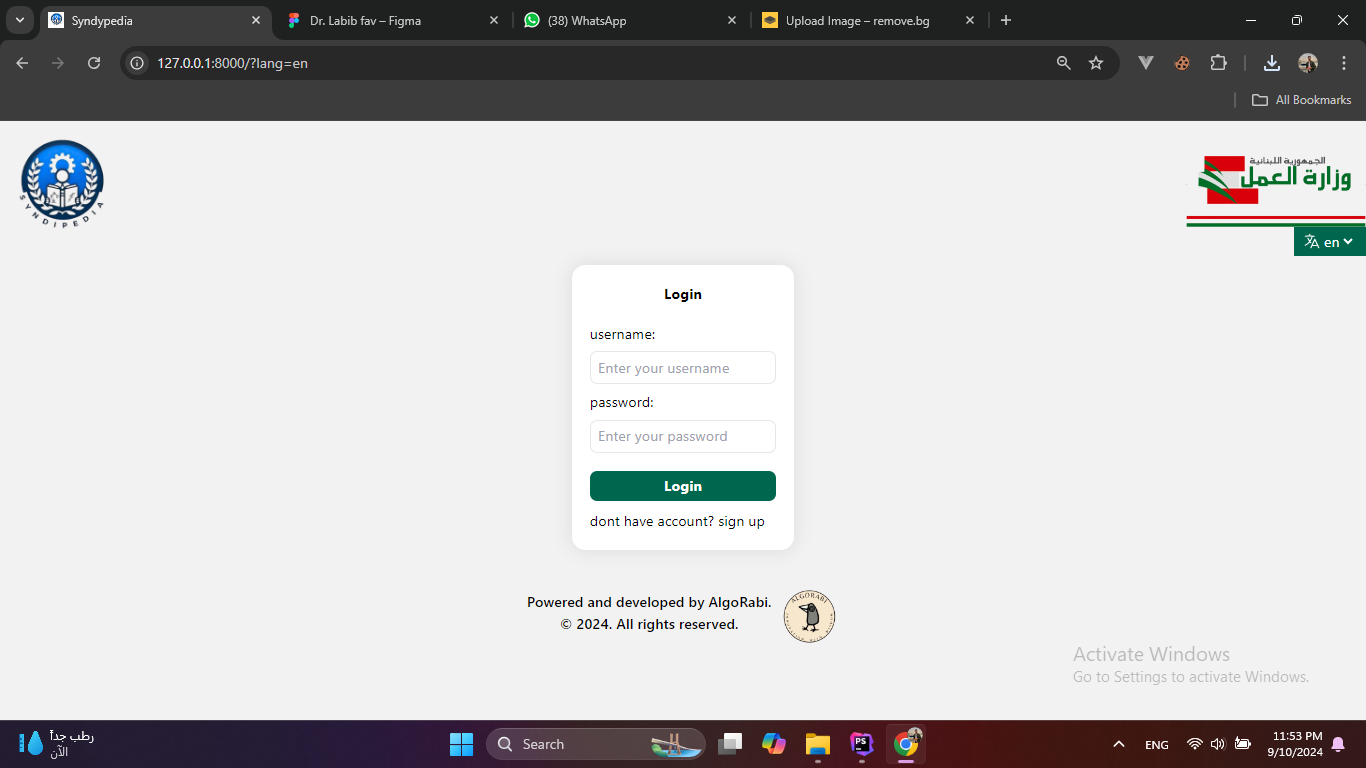 Syndypedia
Dr. Labib fav – Figma
(38) WhatsApp
Upload Image – remove.bg
127.0.0.1:8000/?lang=en
All Bookmarks
SYNDIPEDIA
الجمهورية اللبنانية
وزارة العمل
en
Login
username:
Enter your username
password:
Enter your password
Login
dont have account? sign up
Powered and developed by AlgoRabi.
© 2024. All rights reserved.
ALGORABI
Activate Windows
Go to Settings to activate Windows.
رطب جداً
الآن
Search
PS
ENG
11:53 PM
9/10/2024